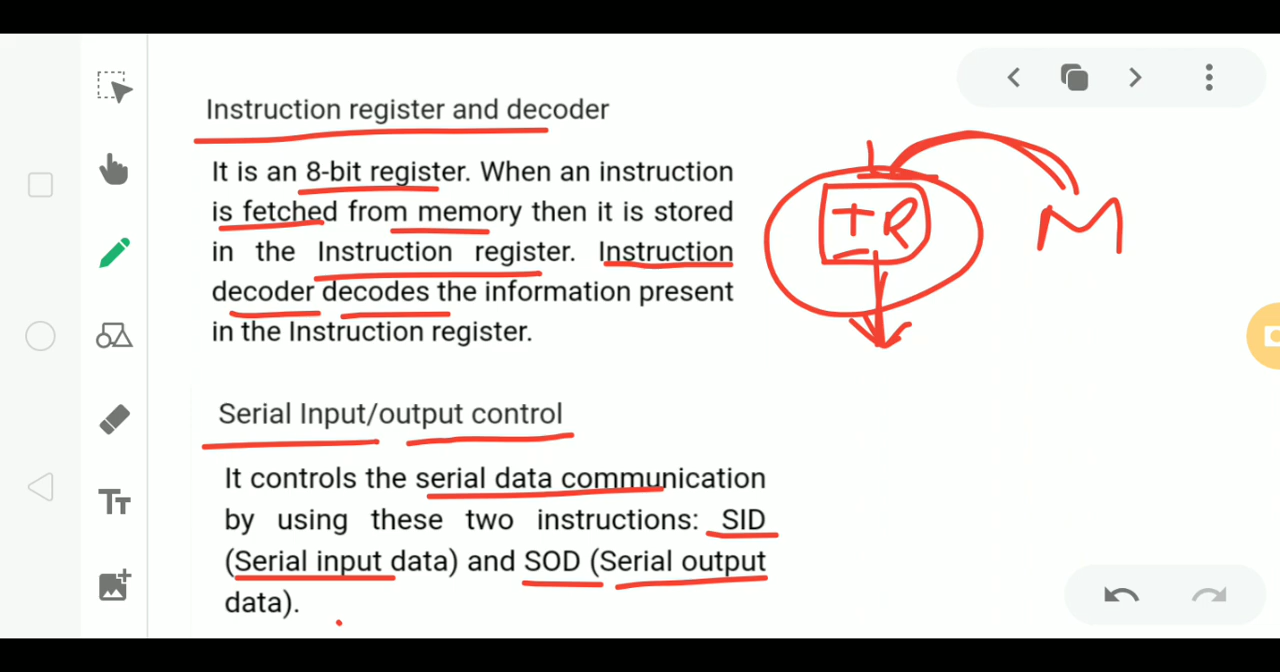 Instruction register and decoder
It is an 8-bit register. When an instruction
is fetched from memory then it is stored
in the Instruction register. Instruction
decoder decodes the information present
in the Instruction register.
IR
M
Serial Input/output control
It controls the serial data communication
by using these two instructions: SID
(Serial input data) and SOD (Serial output
data).
TT